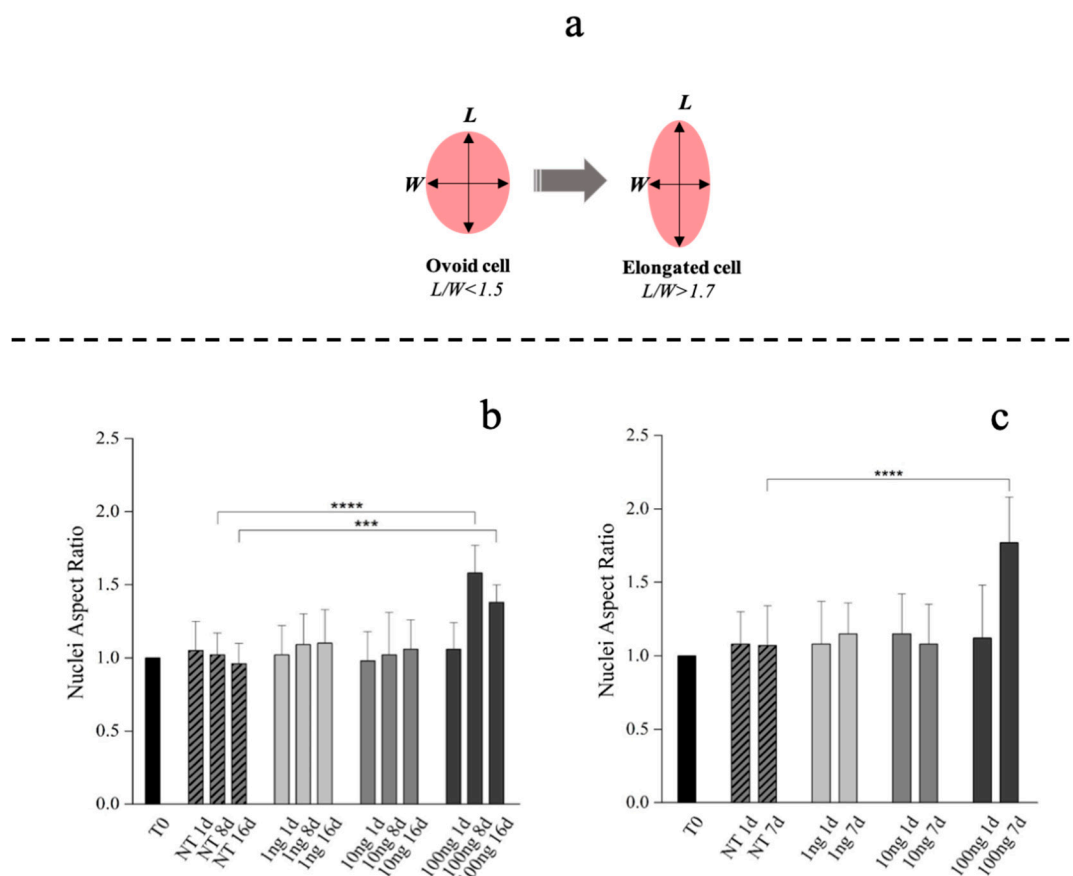 a
L L
W W
Ovoid cell Elongated cell
L/W<1.5 L/W>1.7
b
Nuclei Aspect Ratio
2.5
2.0
1.5
1.0
0.5
0.0
****
***
T0 NT 1d NT 8d NT 16d 1ng 1d 1ng 8d 1ng 16d 10ng 1d 10ng 8d 10ng 16d 100ng 1d 100ng 8d 100ng 16d
c
Nuclei Aspect Ratio
2.5
2.0
1.5
1.0
0.5
0.0
****
T0 NT 1d NT 7d 1ng 1d 1ng 7d 10ng 1d 10ng 7d 100ng 1d 100ng 7d